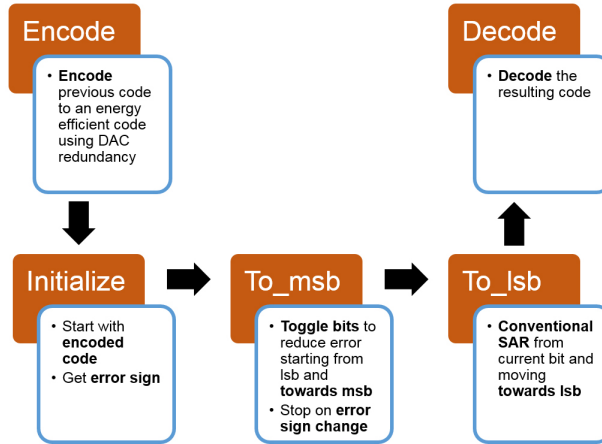 Encode
• Encode
previous code
to an energy
efficient code
using DAC
redundancy
Initialize
• Start with
encoded
code
• Get error sign
To_msb
• Toggle bits to
reduce error
starting from
lsb and
towards msb
• Stop on error
sign change
To_lsb
• Conventional
SAR from
current bit and
moving
towards lsb
Decode
• Decode the
resulting code